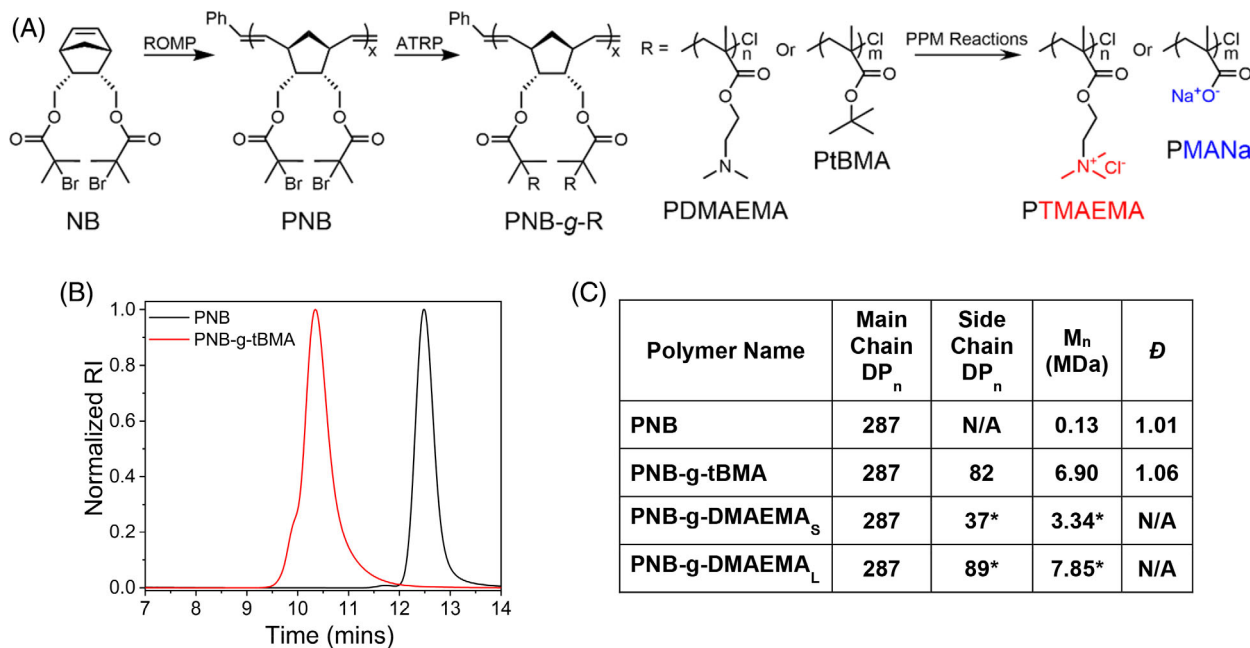 (A)
Ph
x
O
O
O
O
Br
Br
NB
ROMP
Ph
x
O
O
O
O
Br
Br
PNB
ATRP
Ph
x
O
O
O
O
R
R
PNB-g-R
R =
Cl
n
O
O
N
PDMAEMA
Or
Cl
m
O
O
PtBMA
PPM Reactions
Cl
n
O
O
N+
Cl-
PTMAEMA
Or
Cl
m
O
Na+O-
PMANa
(B)
PNB
PNB-g-tBMA
Normalized RI
1.0
0.8
0.6
0.4
0.2
0.0
7 8 9 10 11 12 13 14
Time (mins)
(C)
Polymer Name
Main
Chain
DPn
Side
Chain
DPn
Mn
(MDa)
Đ
PNB 287 N/A 0.13 1.01
PNB-g-tBMA 287 82 6.90 1.06
PNB-g-DMAEMAS 287 37* 3.34* N/A
PNB-g-DMAEMAL 287 89* 7.85* N/A